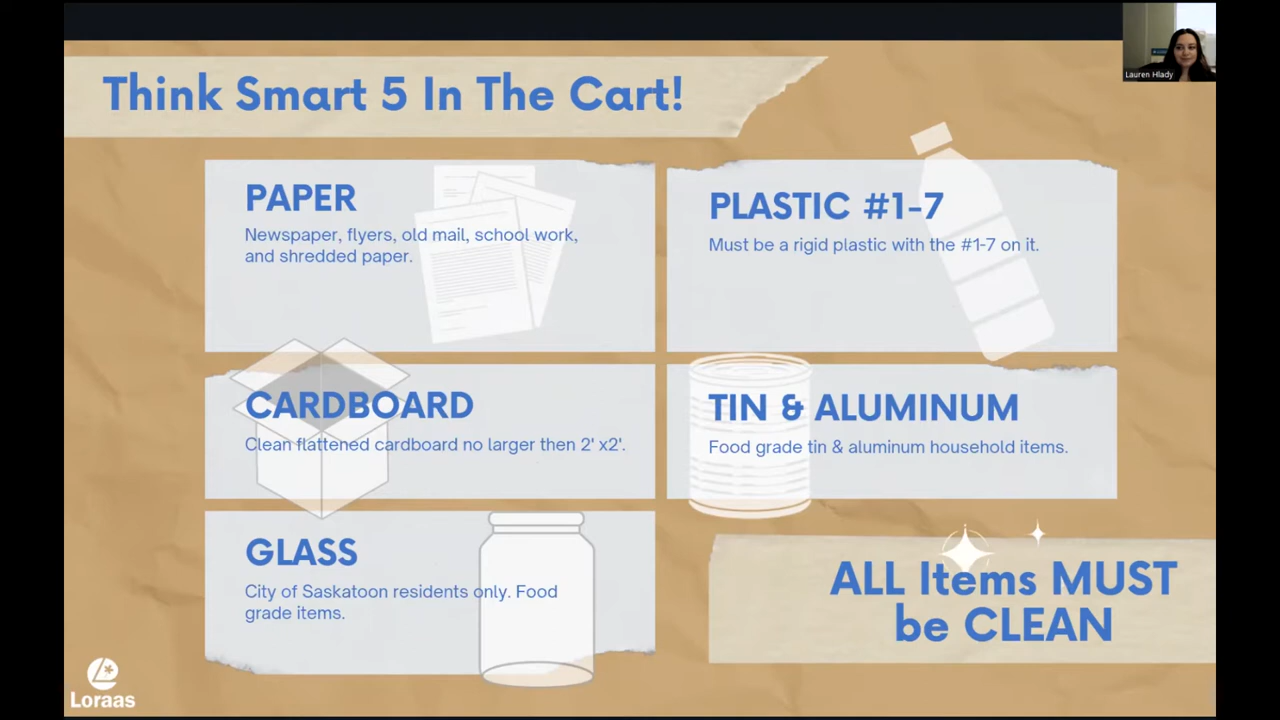 Lauren Hlady
Think Smart 5 In The Cart!
PAPER
Newspaper, flyers, old mail, school work,
and shredded paper.
PLASTIC #1-7
Must be a rigid plastic with the #1-7 on it.
CARDBOARD
Clean flattened cardboard no larger then 2' x2'.
TIN & ALUMINUM
Food grade tin & aluminum household items.
GLASS
City of Saskatoon residents only. Food
grade items.
ALL Items MUST
be CLEAN
Loraas